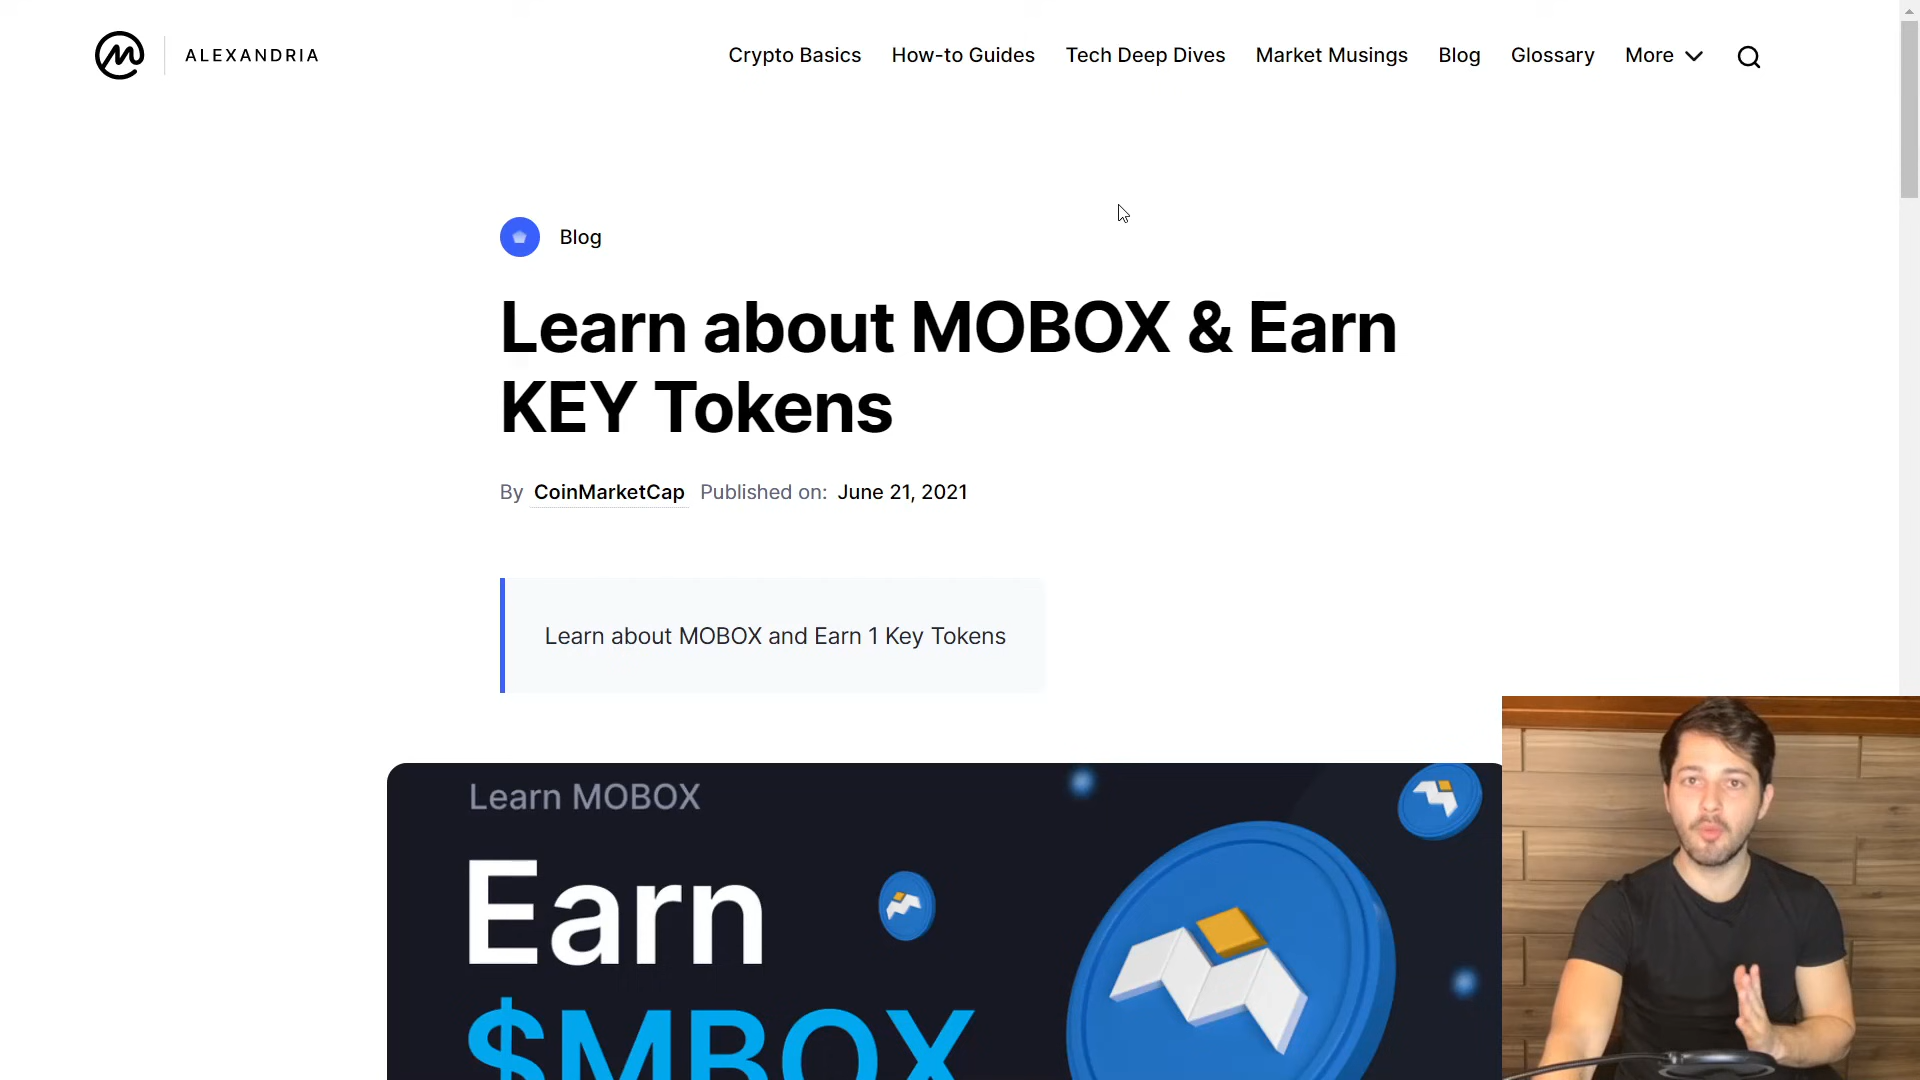 ALEXANDRIA
Crypto Basics How-to Guides Tech Deep Dives Market Musings Blog Glossary More
Blog
Learn about MOBOX & Earn
KEY Tokens
By CoinMarketCap Published on: June 21, 2021
Learn about MOBOX and Earn 1 Key Tokens
Learn MOBOX
Earn
$MBOX